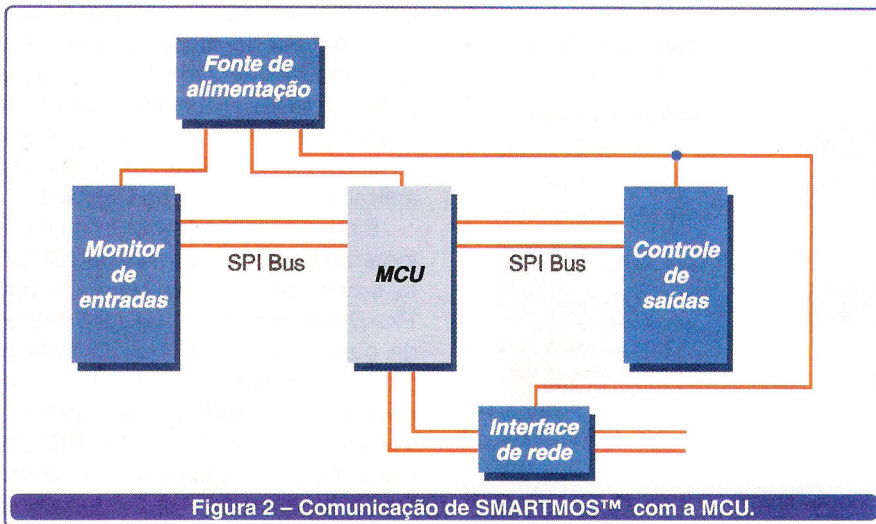 Fonte de
alimentação
Monitor
de
entradas
SPI Bus
MCU
SPI Bus
Controle
de
saídas
Interface
de rede
Figura 2 – Comunicação de SMARTMOS™ com a MCU.